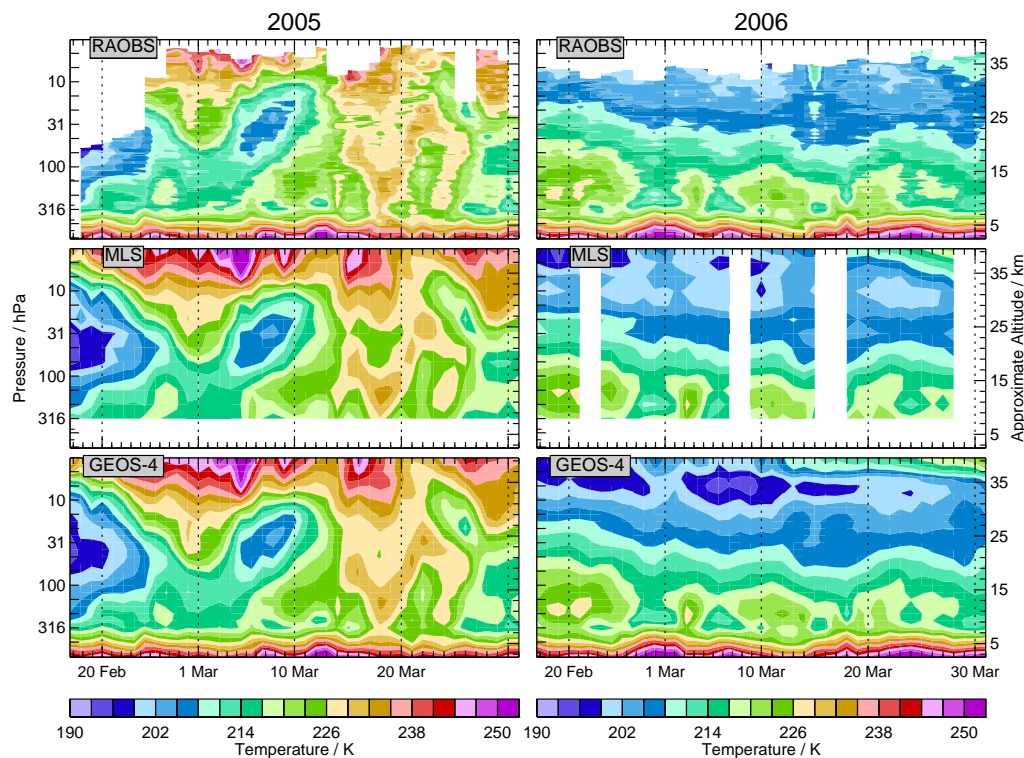 2005 2006
RAOBS RAOBS
10 35
31 25
100 15
316 5
MLS MLS
10 35
31 25
100 15
316 5
Pressure / hPa
Approximate Altitude / km
GEOS-4 GEOS-4
10 35
31 25
100 15
316 5
20 Feb 1 Mar 10 Mar 20 Mar 20 Feb 1 Mar 10 Mar 20 Mar 30 Mar
190 202 214 226 238 250 190 202 214 226 238 250
Temperature / K Temperature / K